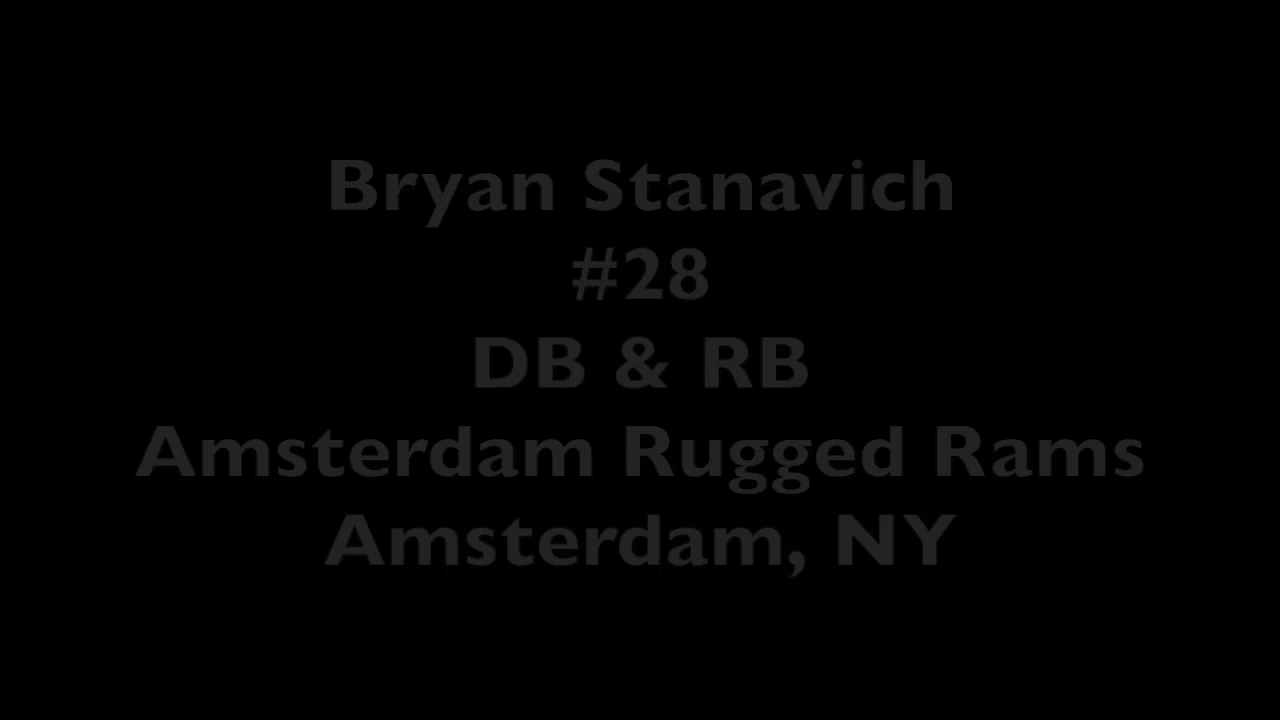 Bryan Stanavich
#28
DB & RB
Amsterdam Rugged Rams
Amsterdam, NY